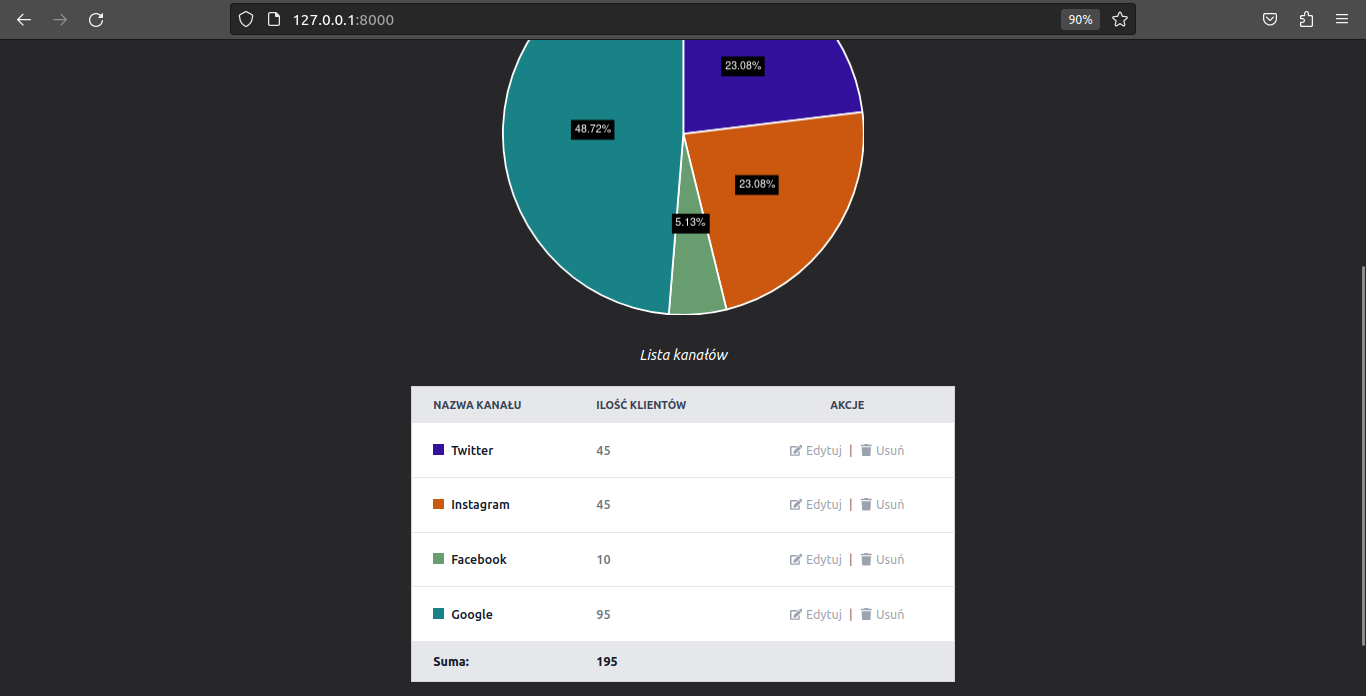 127.0.0.1:8000 90%
23.08%
48.72%
23.08%
5.13%
Lista kanałów
NAZWA KANAŁU ILOŚĆ KLIENTÓW AKCJE
Twitter 45 Edytuj | Usuń
Instagram 45 Edytuj | Usuń
Facebook 10 Edytuj | Usuń
Google 95 Edytuj | Usuń
Suma: 195